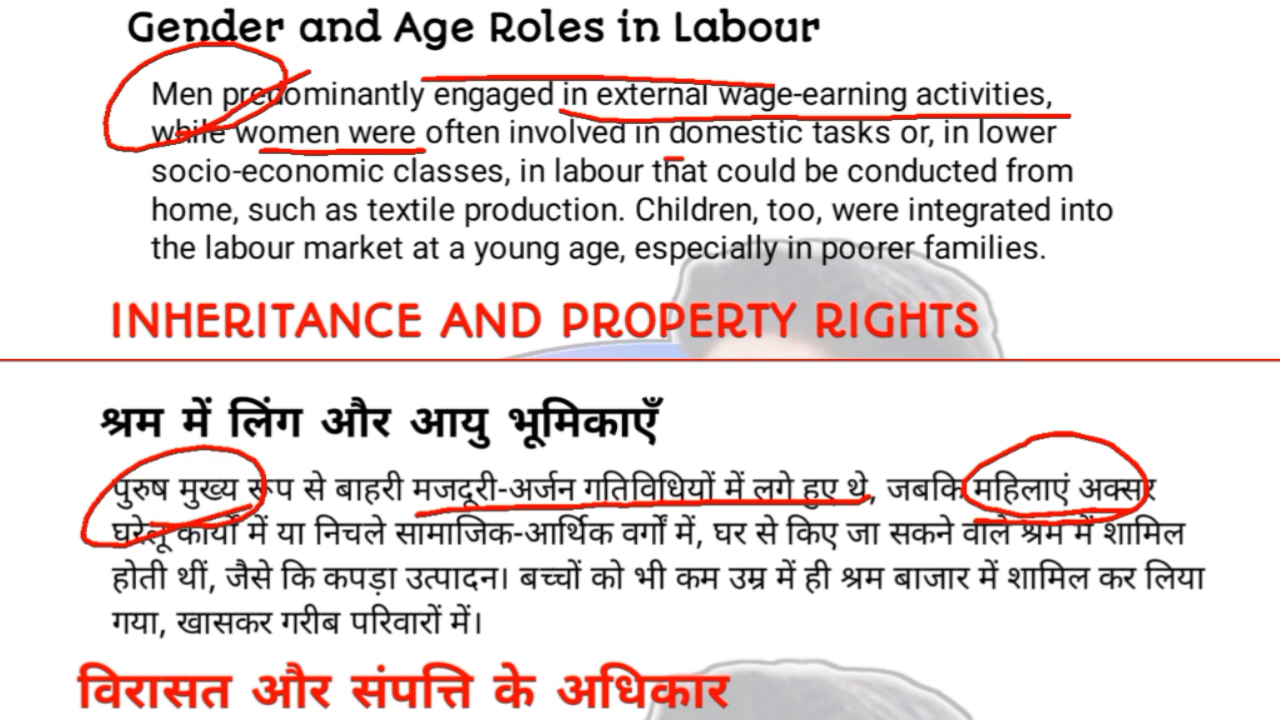 Gender and Age Roles in Labour
Men predominantly engaged in external wage-earning activities,
while women were often involved in domestic tasks or, in lower
socio-economic classes, in labour that could be conducted from
home, such as textile production. Children, too, were integrated into
the labour market at a young age, especially in poorer families.
INHERITANCE AND PROPERTY RIGHTS
श्रम में लिंग और आयु भूमिकाएँ
पुरुष मुख्य रूप से बाहरी मजदूरी-अर्जन गतिविधियों में लगे हुए थे, जबकि महिलाएं अक्सर
घरेलू कार्यों में या निचले सामाजिक-आर्थिक वर्गों में, घर से किए जा सकने वाले श्रम में शामिल
होती थीं, जैसे कि कपड़ा उत्पादन। बच्चों को भी कम उम्र में ही श्रम बाजार में शामिल कर लिया
गया, खासकर गरीब परिवारों में।
विरासत और संपत्ति के अधिकार